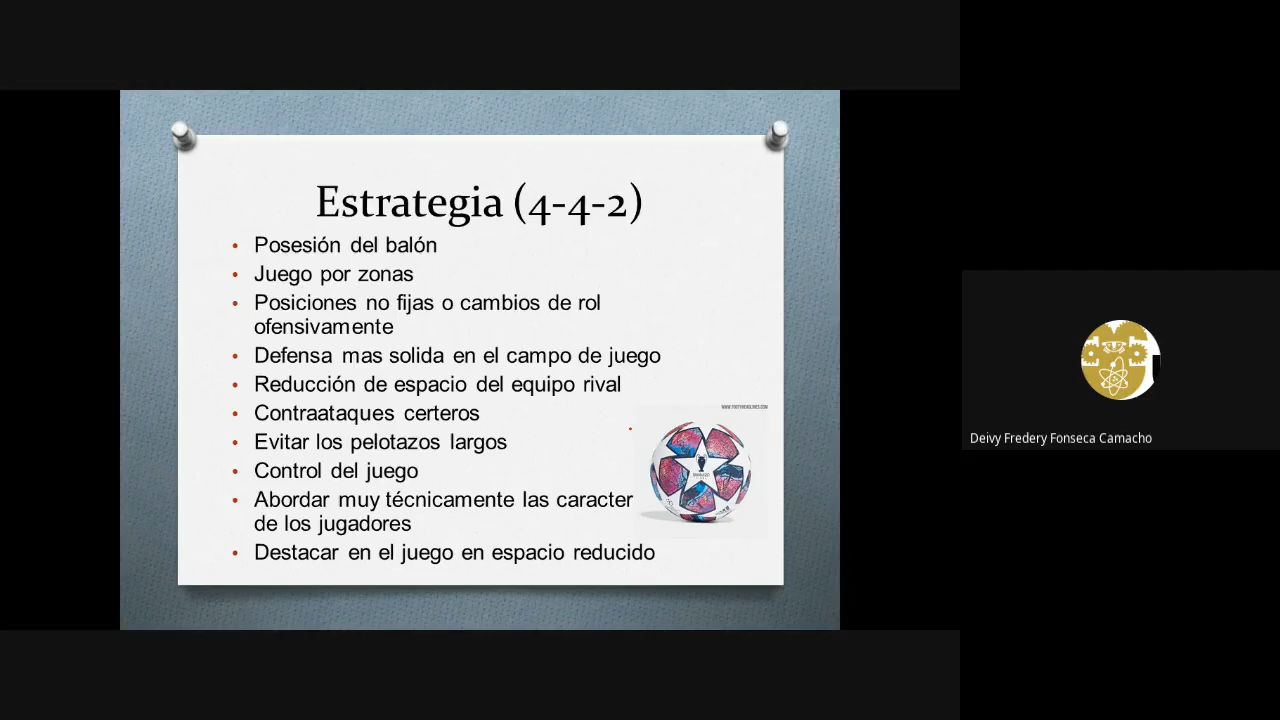 Estrategia (4-4-2)
• Posesión del balón
• Juego por zonas
• Posiciones no fijas o cambios de rol
ofensivamente
• Defensa mas solida en el campo de juego
• Reducción de espacio del equipo rival
• Contraataques certeros
• Evitar los pelotazos largos
• Control del juego
• Abordar muy técnicamente las caracter
de los jugadores
• Destacar en el juego en espacio reducido
WWW.FOOTYHEADLINES.COM
Deivy Fredery Fonseca Camacho